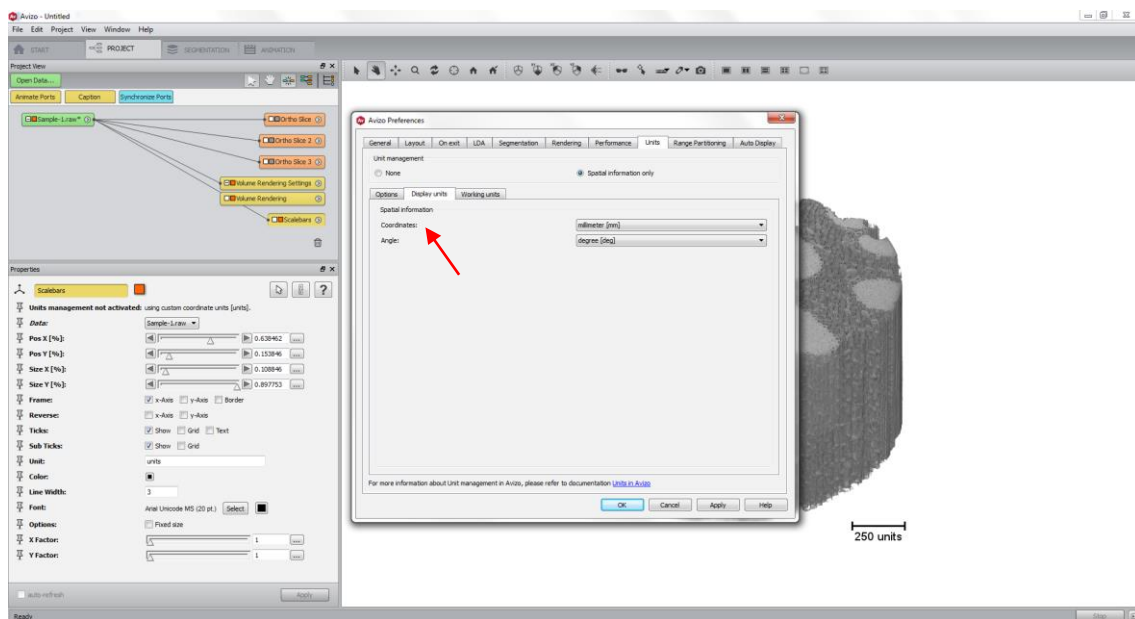 Avizo - Untitled
File Edit Project View Window Help
START PROJECT SEGMENTATION ANIMATION
Project View
Open Data...
Animate Ports Caption Synchronize Ports
Sample-1.raw* Ortho Slice
Ortho Slice 2
Ortho Slice 3
Volume Rendering Settings
Volume Rendering
Scalebars
Properties
Scalebars
Units management not activated: using custom coordinate units [units].
Data: Sample-1.raw
Pos X [%]: 0.638462 ...
Pos Y [%]: 0.153846 ...
Size X [%]: 0.108846 ...
Size Y [%]: 0.897753 ...
Frame: x-Axis y-Axis Border
Reverse: x-Axis y-Axis
Ticks: Show Grid Text
Sub Ticks: Show Grid
Unit: units
Color:
Line Width: 3
Font: Arial Unicode MS (20 pt.) Select
Options: Fixed size
X Factor: 1 ...
Y Factor: 1 ...
auto-refresh Apply
Ready
Avizo Preferences
General Layout On exit LDA Segmentation Rendering Performance Units Range Partitioning Auto Display
Unit management
None Spatial information only
Options Display units Working units
Spatial information
Coordinates: millimeter [mm]
Angle: degree [deg]
For more information about Unit management in Avizo, please refer to documentation Units in Avizo
OK Cancel Apply Help
250 units
Stop